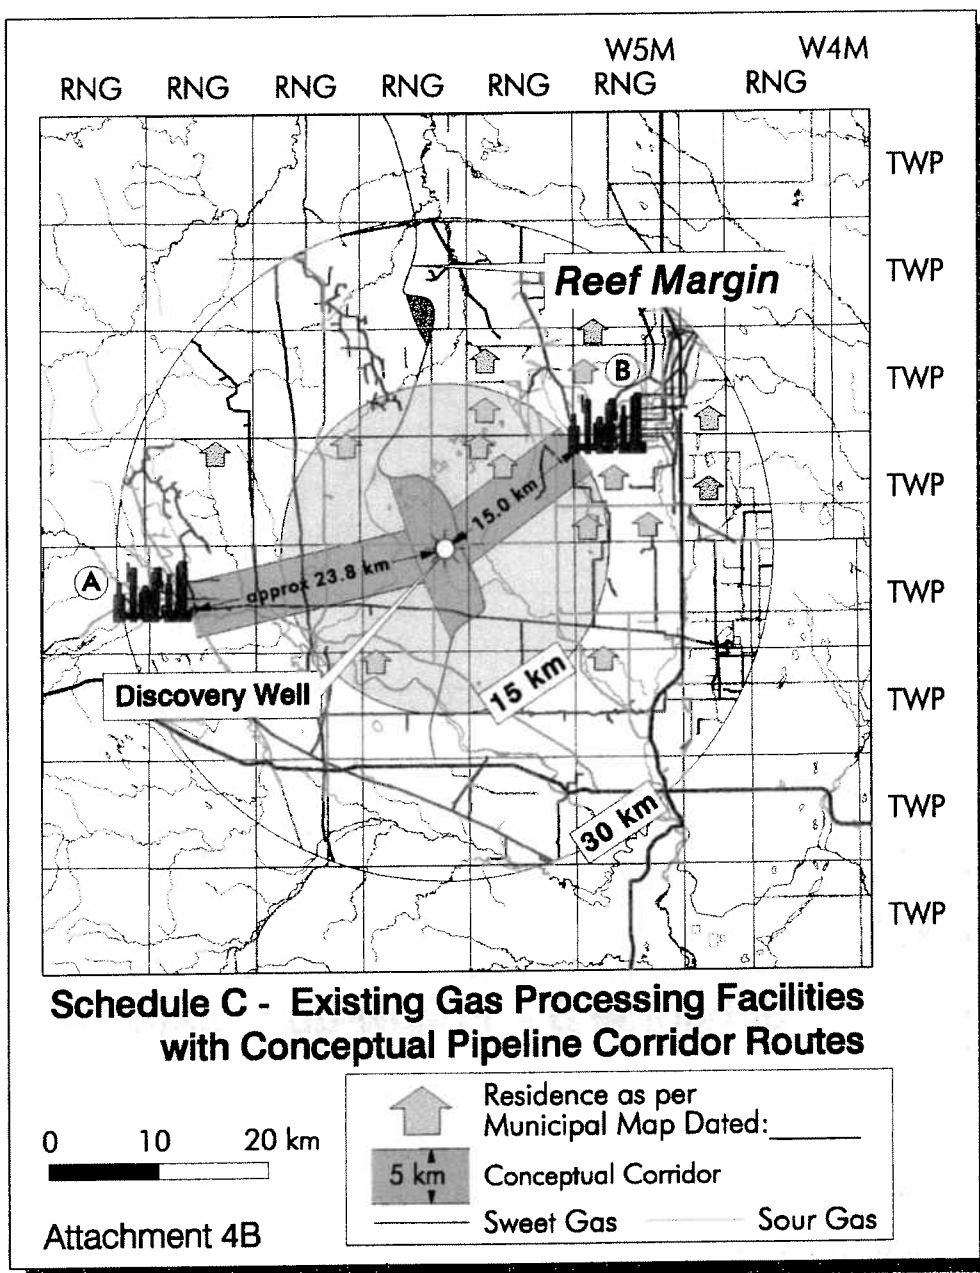 W5M W4M
RNG RNG RNG RNG RNG RNG RNG
TWP
TWP
Reef Margin
TWP
B
TWP
15.0 km
A
approx 23.8 km
TWP
Discovery Well
15 km
TWP
30 km
TWP
TWP
Schedule C - Existing Gas Processing Facilities
with Conceptual Pipeline Corridor Routes
Residence as per
Municipal Map Dated:______
0 10 20 km
5 km Conceptual Corridor
Sweet Gas Sour Gas
Attachment 4B